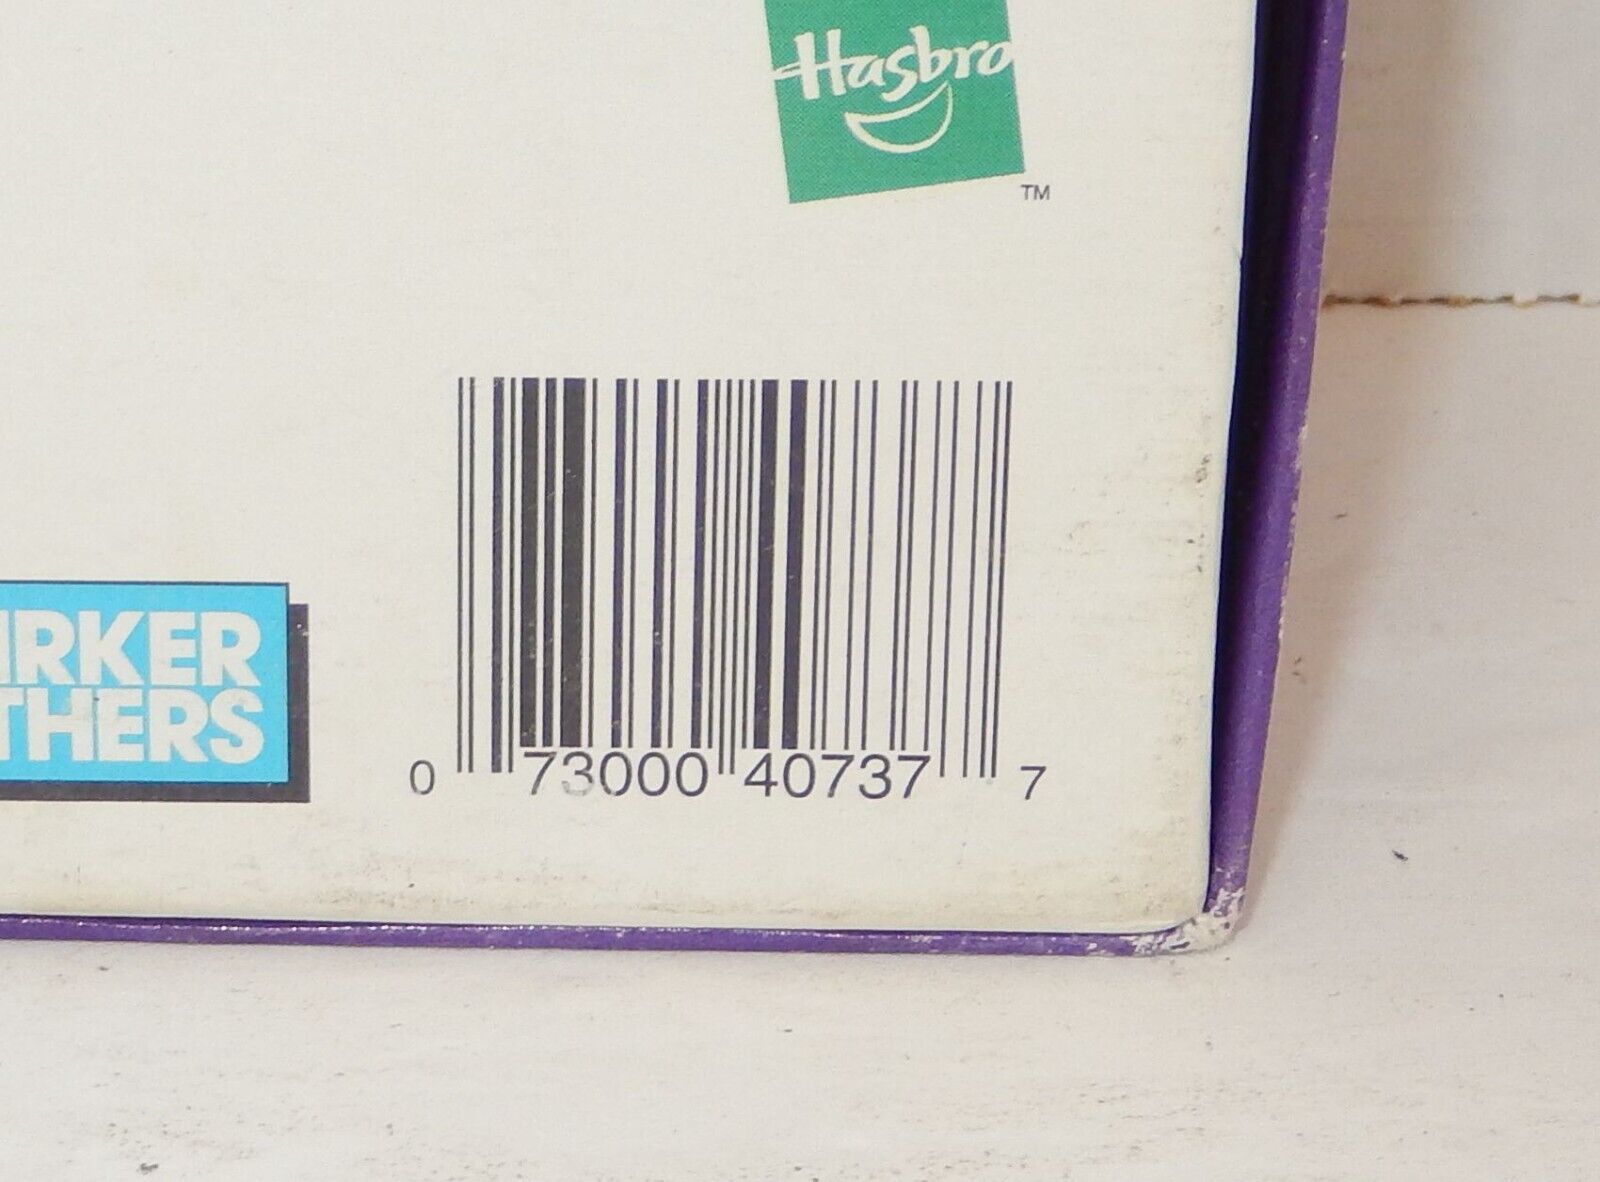 Hasbro
TM
RKER
THERS
0 73000 40737 7